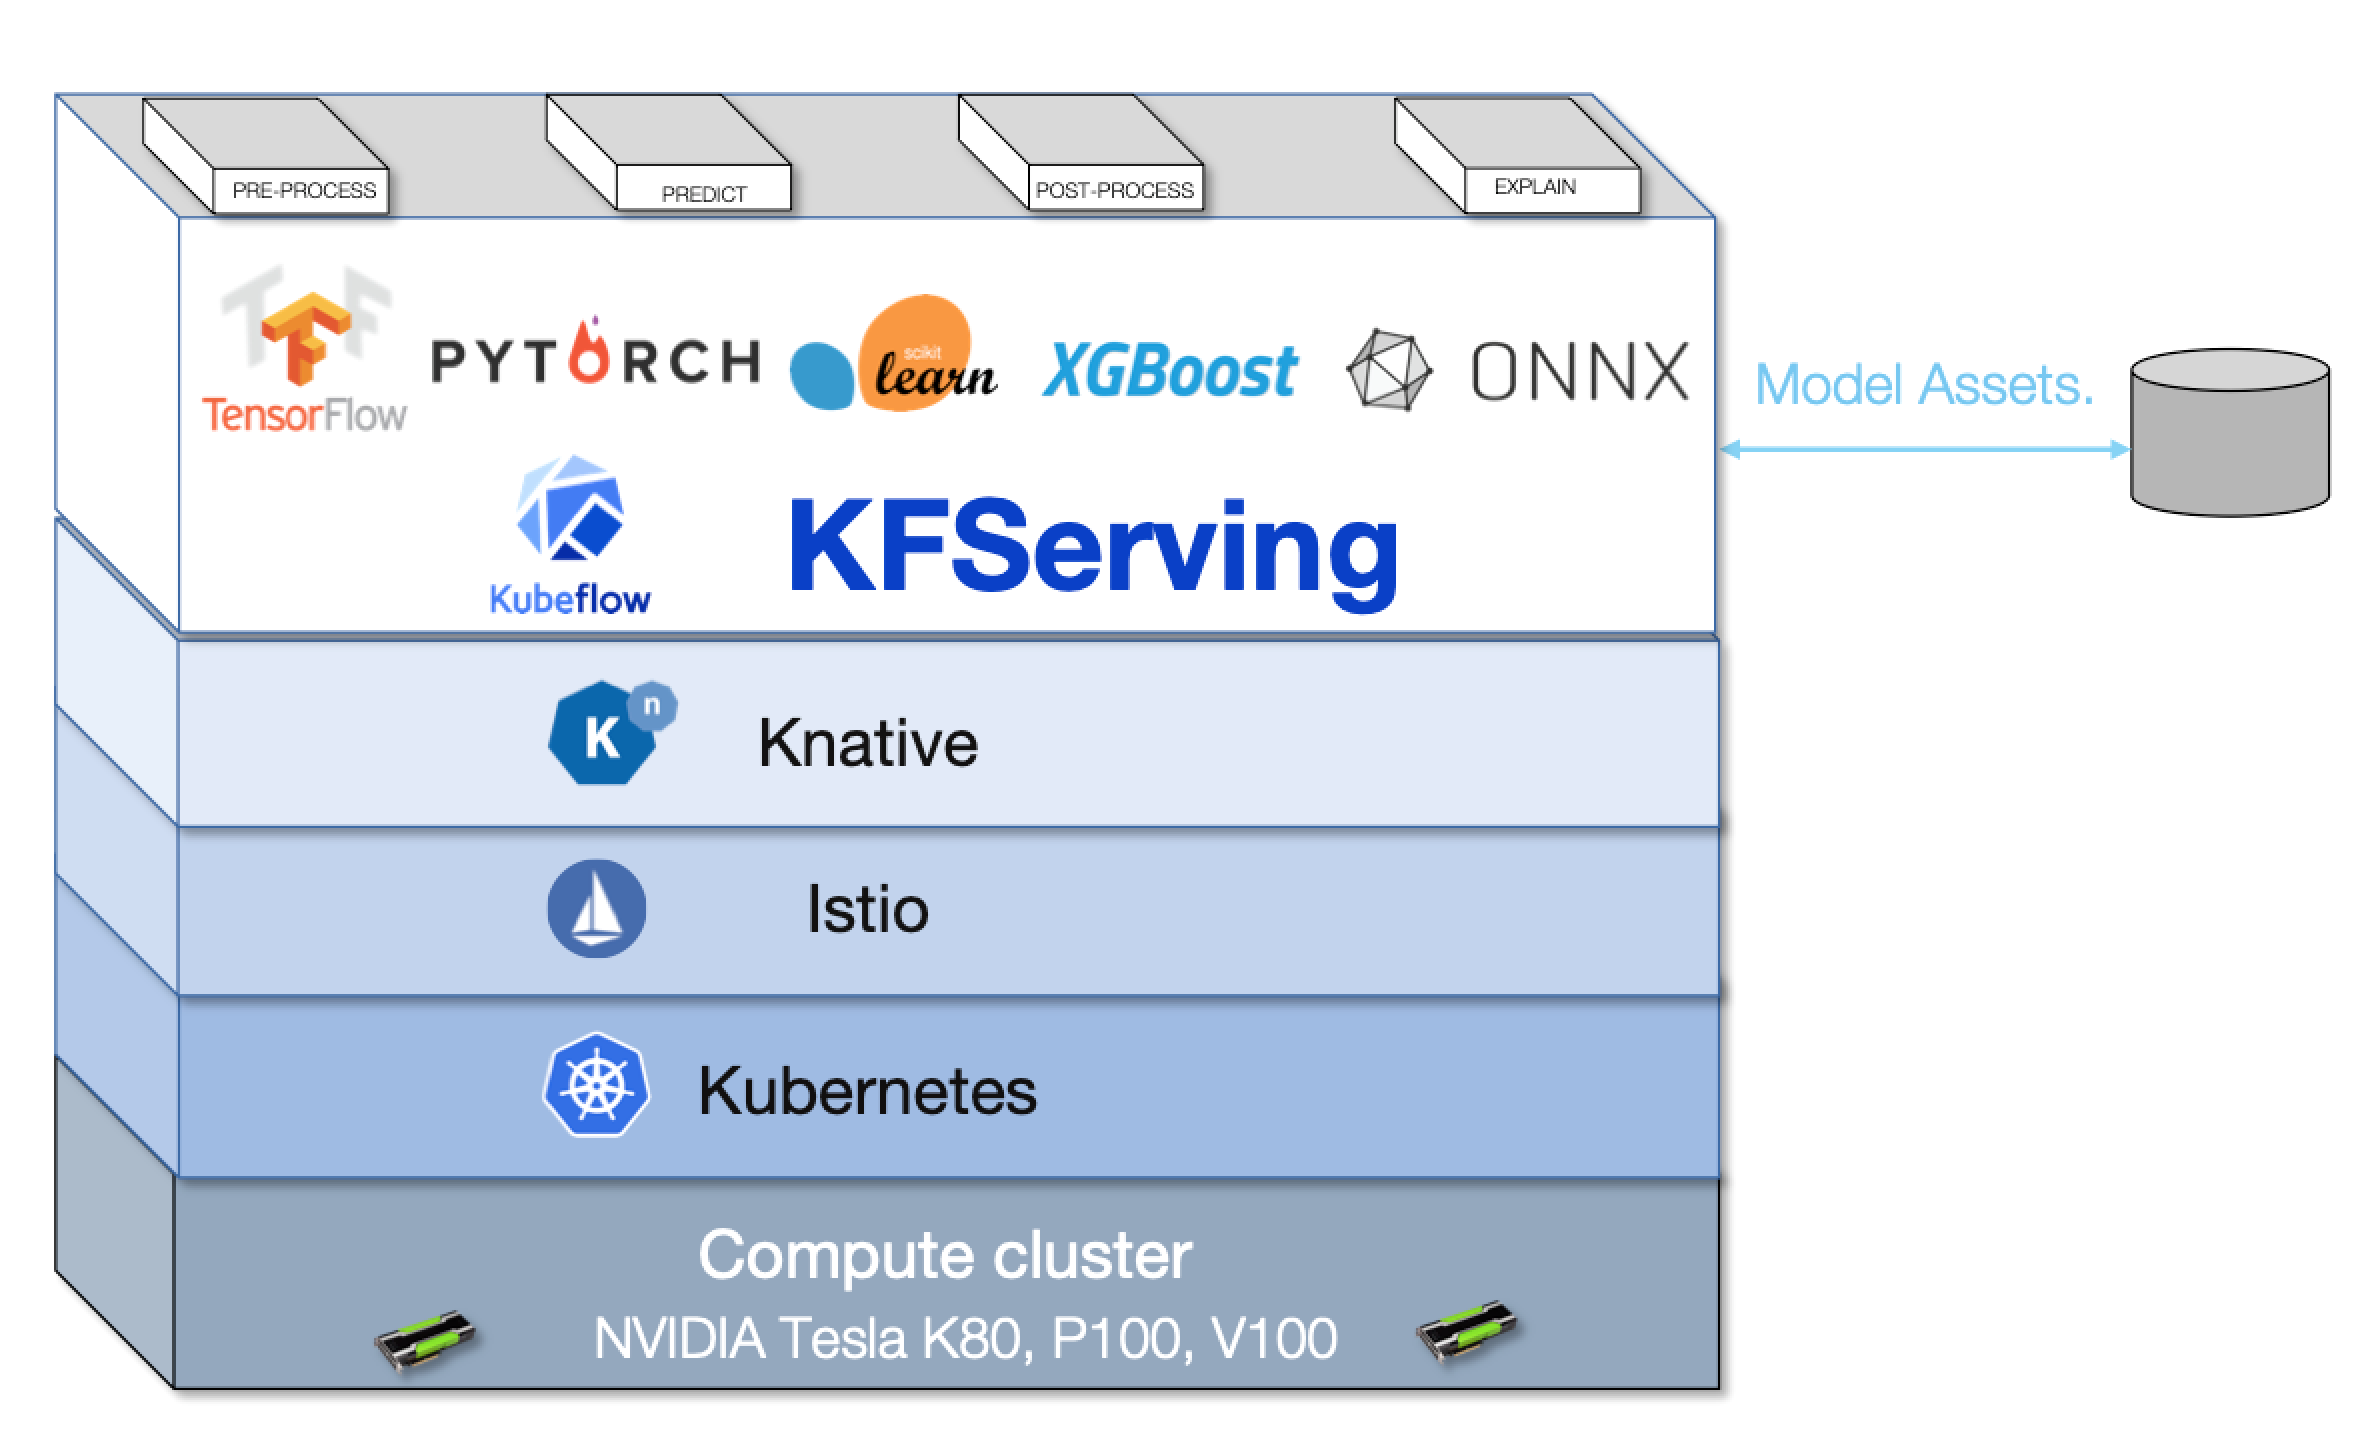 PRE-PROCESS
PREDICT
POST-PROCESS
EXPLAIN
TF
TensorFlow
PYTORCH
scikit
learn
XGBoost
ONNX
Model Assets.
Kubeflow
KFServing
K n
Knative
Istio
Kubernetes
Compute cluster
NVIDIA Tesla K80, P100, V100